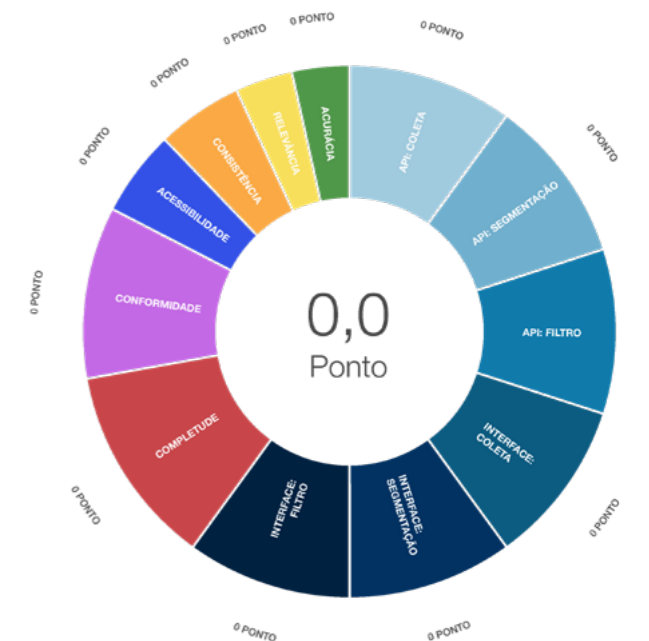 0 PONTO
0 PONTO
0 PONTO
0 PONTO
0 PONTO
0 PONTO
0 PONTO
0 PONTO
0 PONTO
0 PONTO
0 PONTO
API: COLETA
API: SEGMENTAÇÃO
API: FILTRO
INTERFACE:
COLETA
INTERFACE:
SEGMENTAÇÃO
INTERFACE:
FILTRO
COMPLETUDE
CONFORMIDADE
ACESSIBILIDADE
CONSISTÊNCIA
RELEVÂNCIA
ACURÁCIA
0,0
Ponto